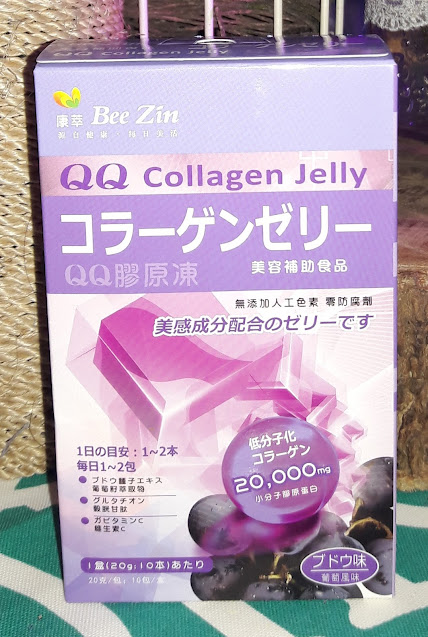 Collagen Jelly
康萃 Bee Zin
QQ Collagen Jelly
コラーゲンゼリー
QQ膠原凍
美容補助食品
無添加人工色素 零防腐劑
美感成分配合のゼリーです
1日の目安：1~2本
每日1~2包
ブドウ種子エキス
葡萄籽萃取物
グルタチオン
穀胱甘肽
ガビタミンC
維生素C
低分子化
コラーゲン
20,000mg
小分子膠原蛋白
1盒(20g:10本)あたり
20克/包；10包/盒
ブドウ味
葡萄風味